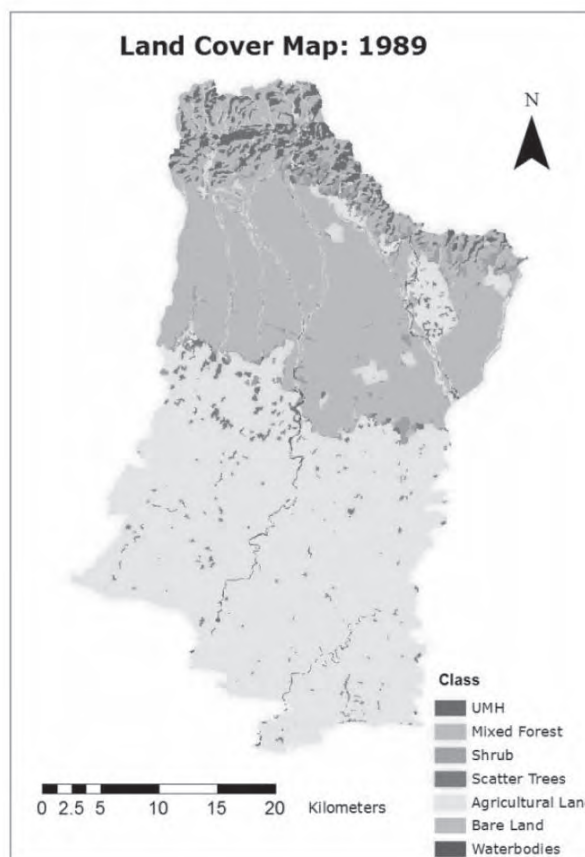 Land Cover Map: 1989
N
Class
UMH
Mixed Forest
Shrub
Scatter Trees
Agricultural Land
Bare Land
Waterbodies
0 2.5 5 10 15 20 Kilometers